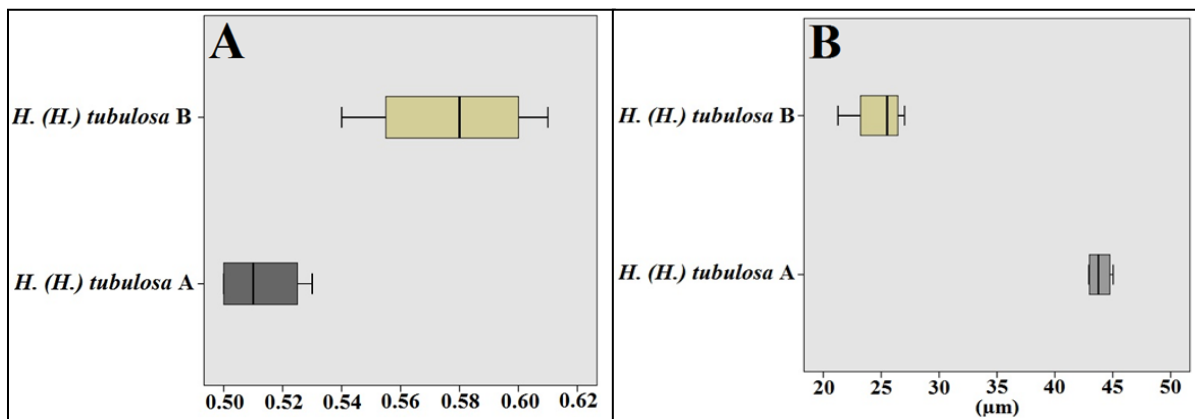 A
H. (H.) tubulosa B
H. (H.) tubulosa A
0.50 0.52 0.54 0.56 0.58 0.60 0.62
B
H. (H.) tubulosa B
H. (H.) tubulosa A
20 25 30 35 40 45 50
(µm)